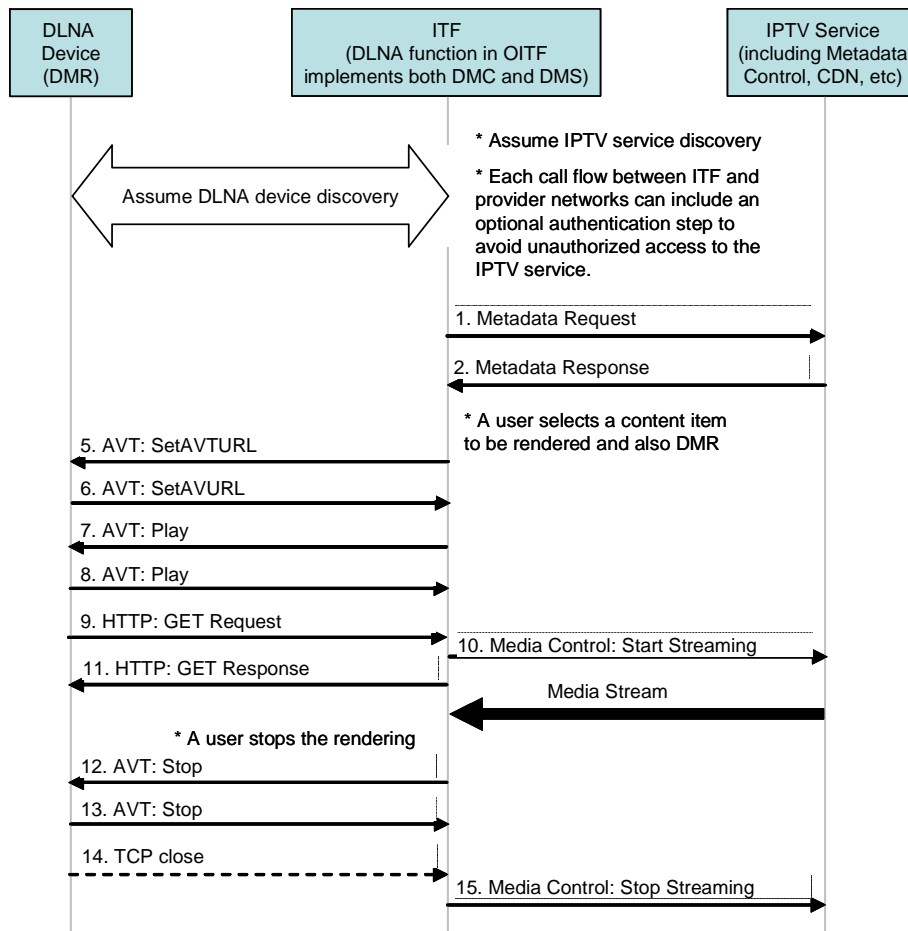 DLNA
Device
(DMR)
ITF
(DLNA function in OITF
implements both DMC and DMS)
IPTV Service
(including Metadata
Control, CDN, etc)
* Assume IPTV service discovery
* Each call flow between ITF and
provider networks can include an
optional authentication step to
avoid unauthorized access to the
IPTV service.
Assume DLNA device discovery
1. Metadata Request
2. Metadata Response
* A user selects a content item
to be rendered and also DMR
5. AVT: SetAVTURL
6. AVT: SetAVURL
7. AVT: Play
8. AVT: Play
9. HTTP: GET Request
10. Media Control: Start Streaming
11. HTTP: GET Response
Media Stream
* A user stops the rendering
12. AVT: Stop
13. AVT: Stop
14. TCP close
15. Media Control: Stop Streaming